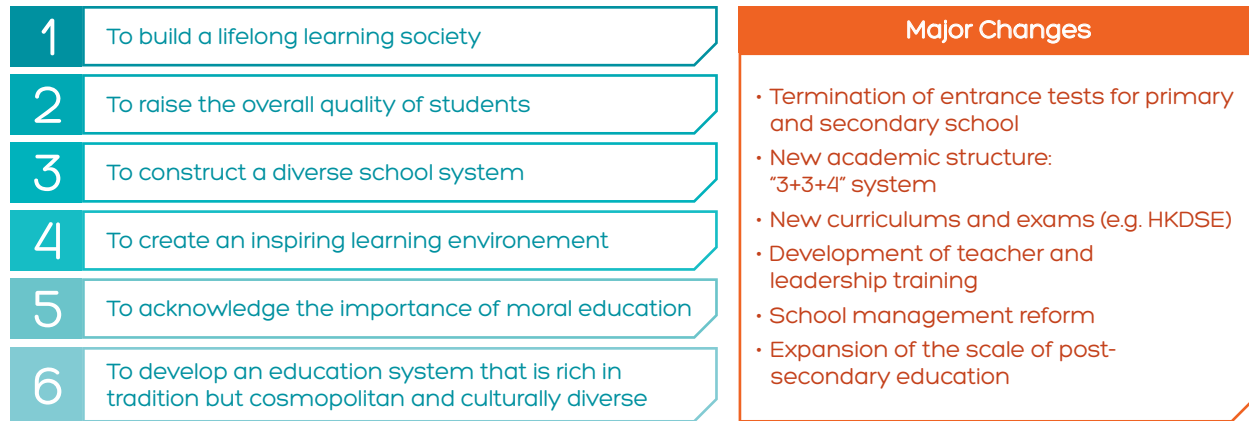 1
To build a lifelong learning society
2
To raise the overall quality of students
3
To construct a diverse school system
4
To create an inspiring learning environement
5
To acknowledge the importance of moral education
6
To develop an education system that is rich in
tradition but cosmopolitan and culturally diverse
Major Changes
• Termination of entrance tests for primary
and secondary school
• New academic structure:
"3+3+4" system
• New curriculums and exams (e.g. HKDSE)
• Development of teacher and
leadership training
• School management reform
• Expansion of the scale of post-
secondary education